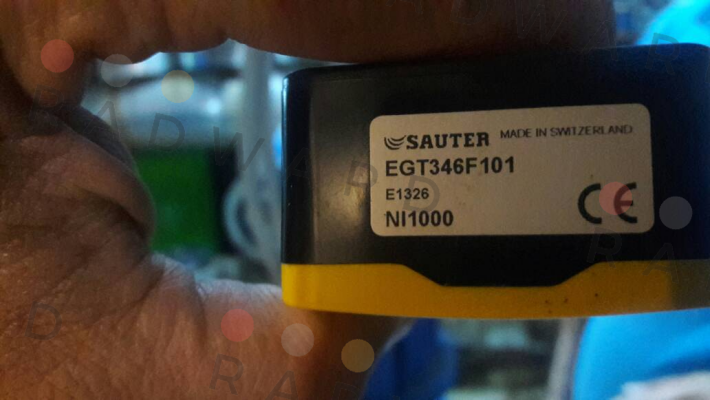 SAUTER MADE IN SWITZERLAND
EGT346F101
E1326
NI1000
CE